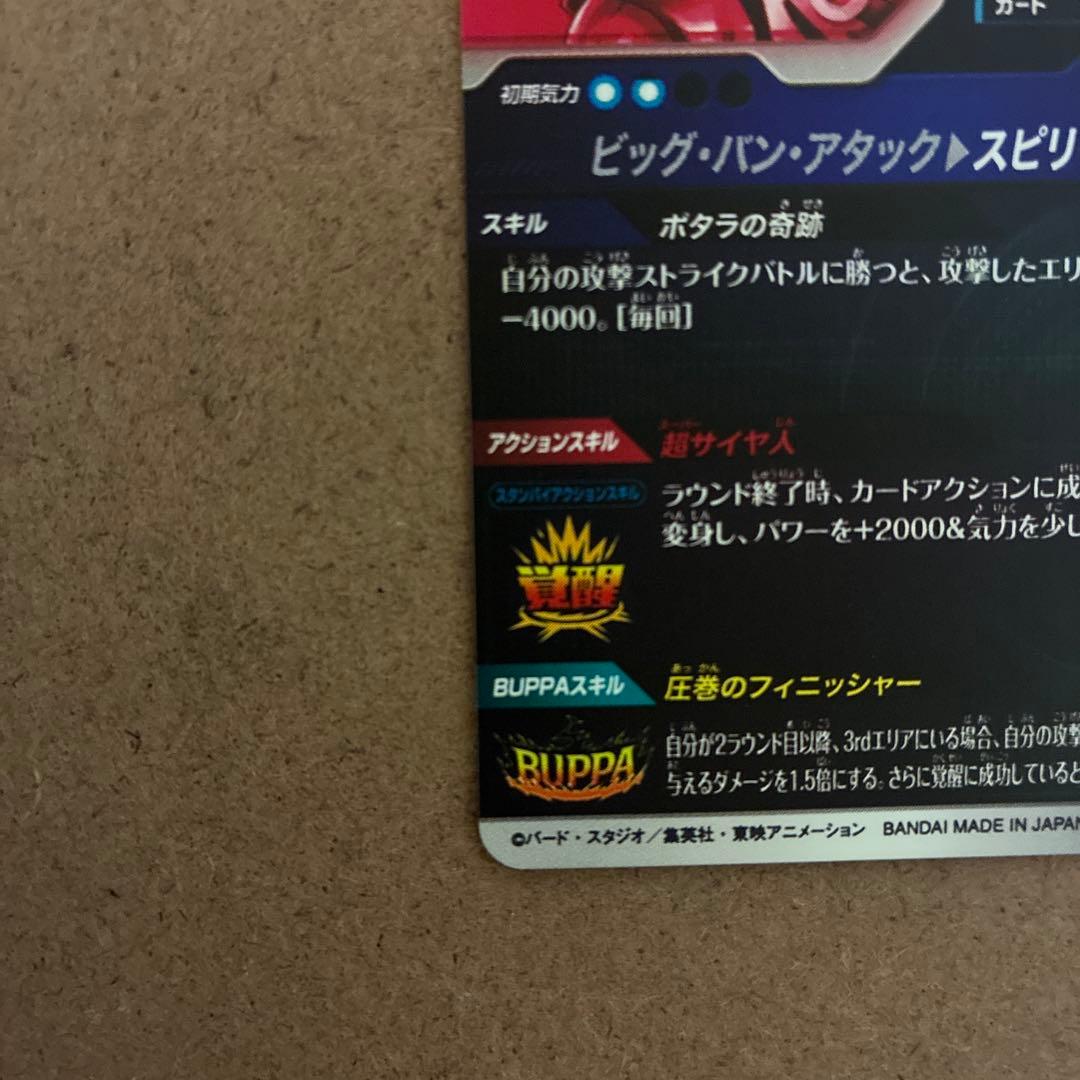 カード
初期気力
ビッグ・バン・アタック▶スピリ
スキル ポタラの奇跡
自分の攻撃ストライクバトルに勝つと、攻撃したエリ
ー4000。[毎回]
アクションスキル 超サイヤ人
スタンバイアクションスキル
ラウンド終了時、カードアクションに成
変身し、パワーを+2000&気力を少し
覚醒
BUPPAスキル 圧巻のフィニッシャー
自分が2ラウンド目以降、3rdエリアにいる場合、自分の攻撃
与えるダメージを1.5倍にする。さらに覚醒に成功していると
BUPPA
©バード・スタジオ/集英社・東映アニメーション BANDAI MADE IN JAPAN